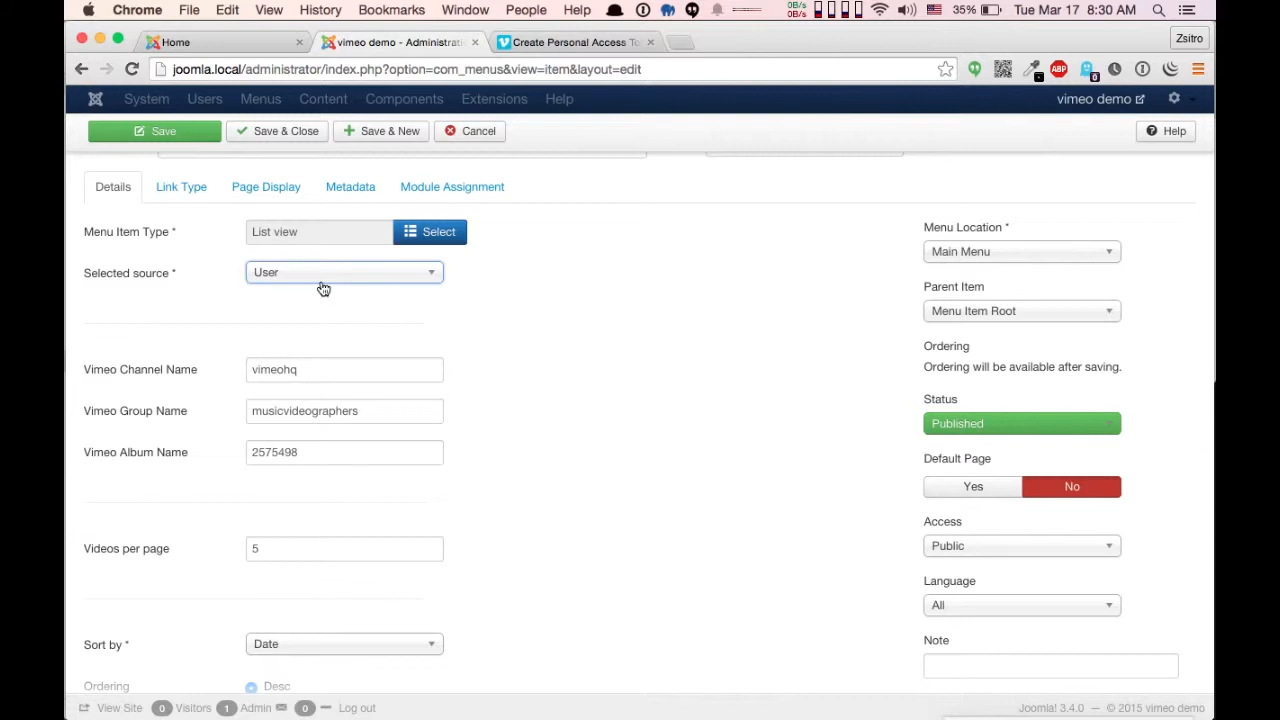 Chrome File Edit View History Bookmarks Window People Help 0B/s 0B/s 35% Tue Mar 17 8:30 AM
Home vimeo demo - Administrati Create Personal Access To Zsitro
joomla.local/administrator/index.php?option=com_menus&view=item&layout=edit ABP 0
System Users Menus Content Components Extensions Help vimeo demo
Save Save & Close Save & New Cancel Help
Details Link Type Page Display Metadata Module Assignment
Menu Item Type * List view Select
Selected source * User
Vimeo Channel Name vimeohq
Vimeo Group Name musicvideographers
Vimeo Album Name 2575498
Videos per page 5
Sort by * Date
Ordering Desc
Menu Location *
Main Menu
Parent Item
Menu Item Root
Ordering
Ordering will be available after saving.
Status
Published
Default Page
Yes No
Access
Public
Language
All
Note
View Site 0 Visitors 1 Admin 0 Log out Joomla! 3.4.0 — © 2015 vimeo demo